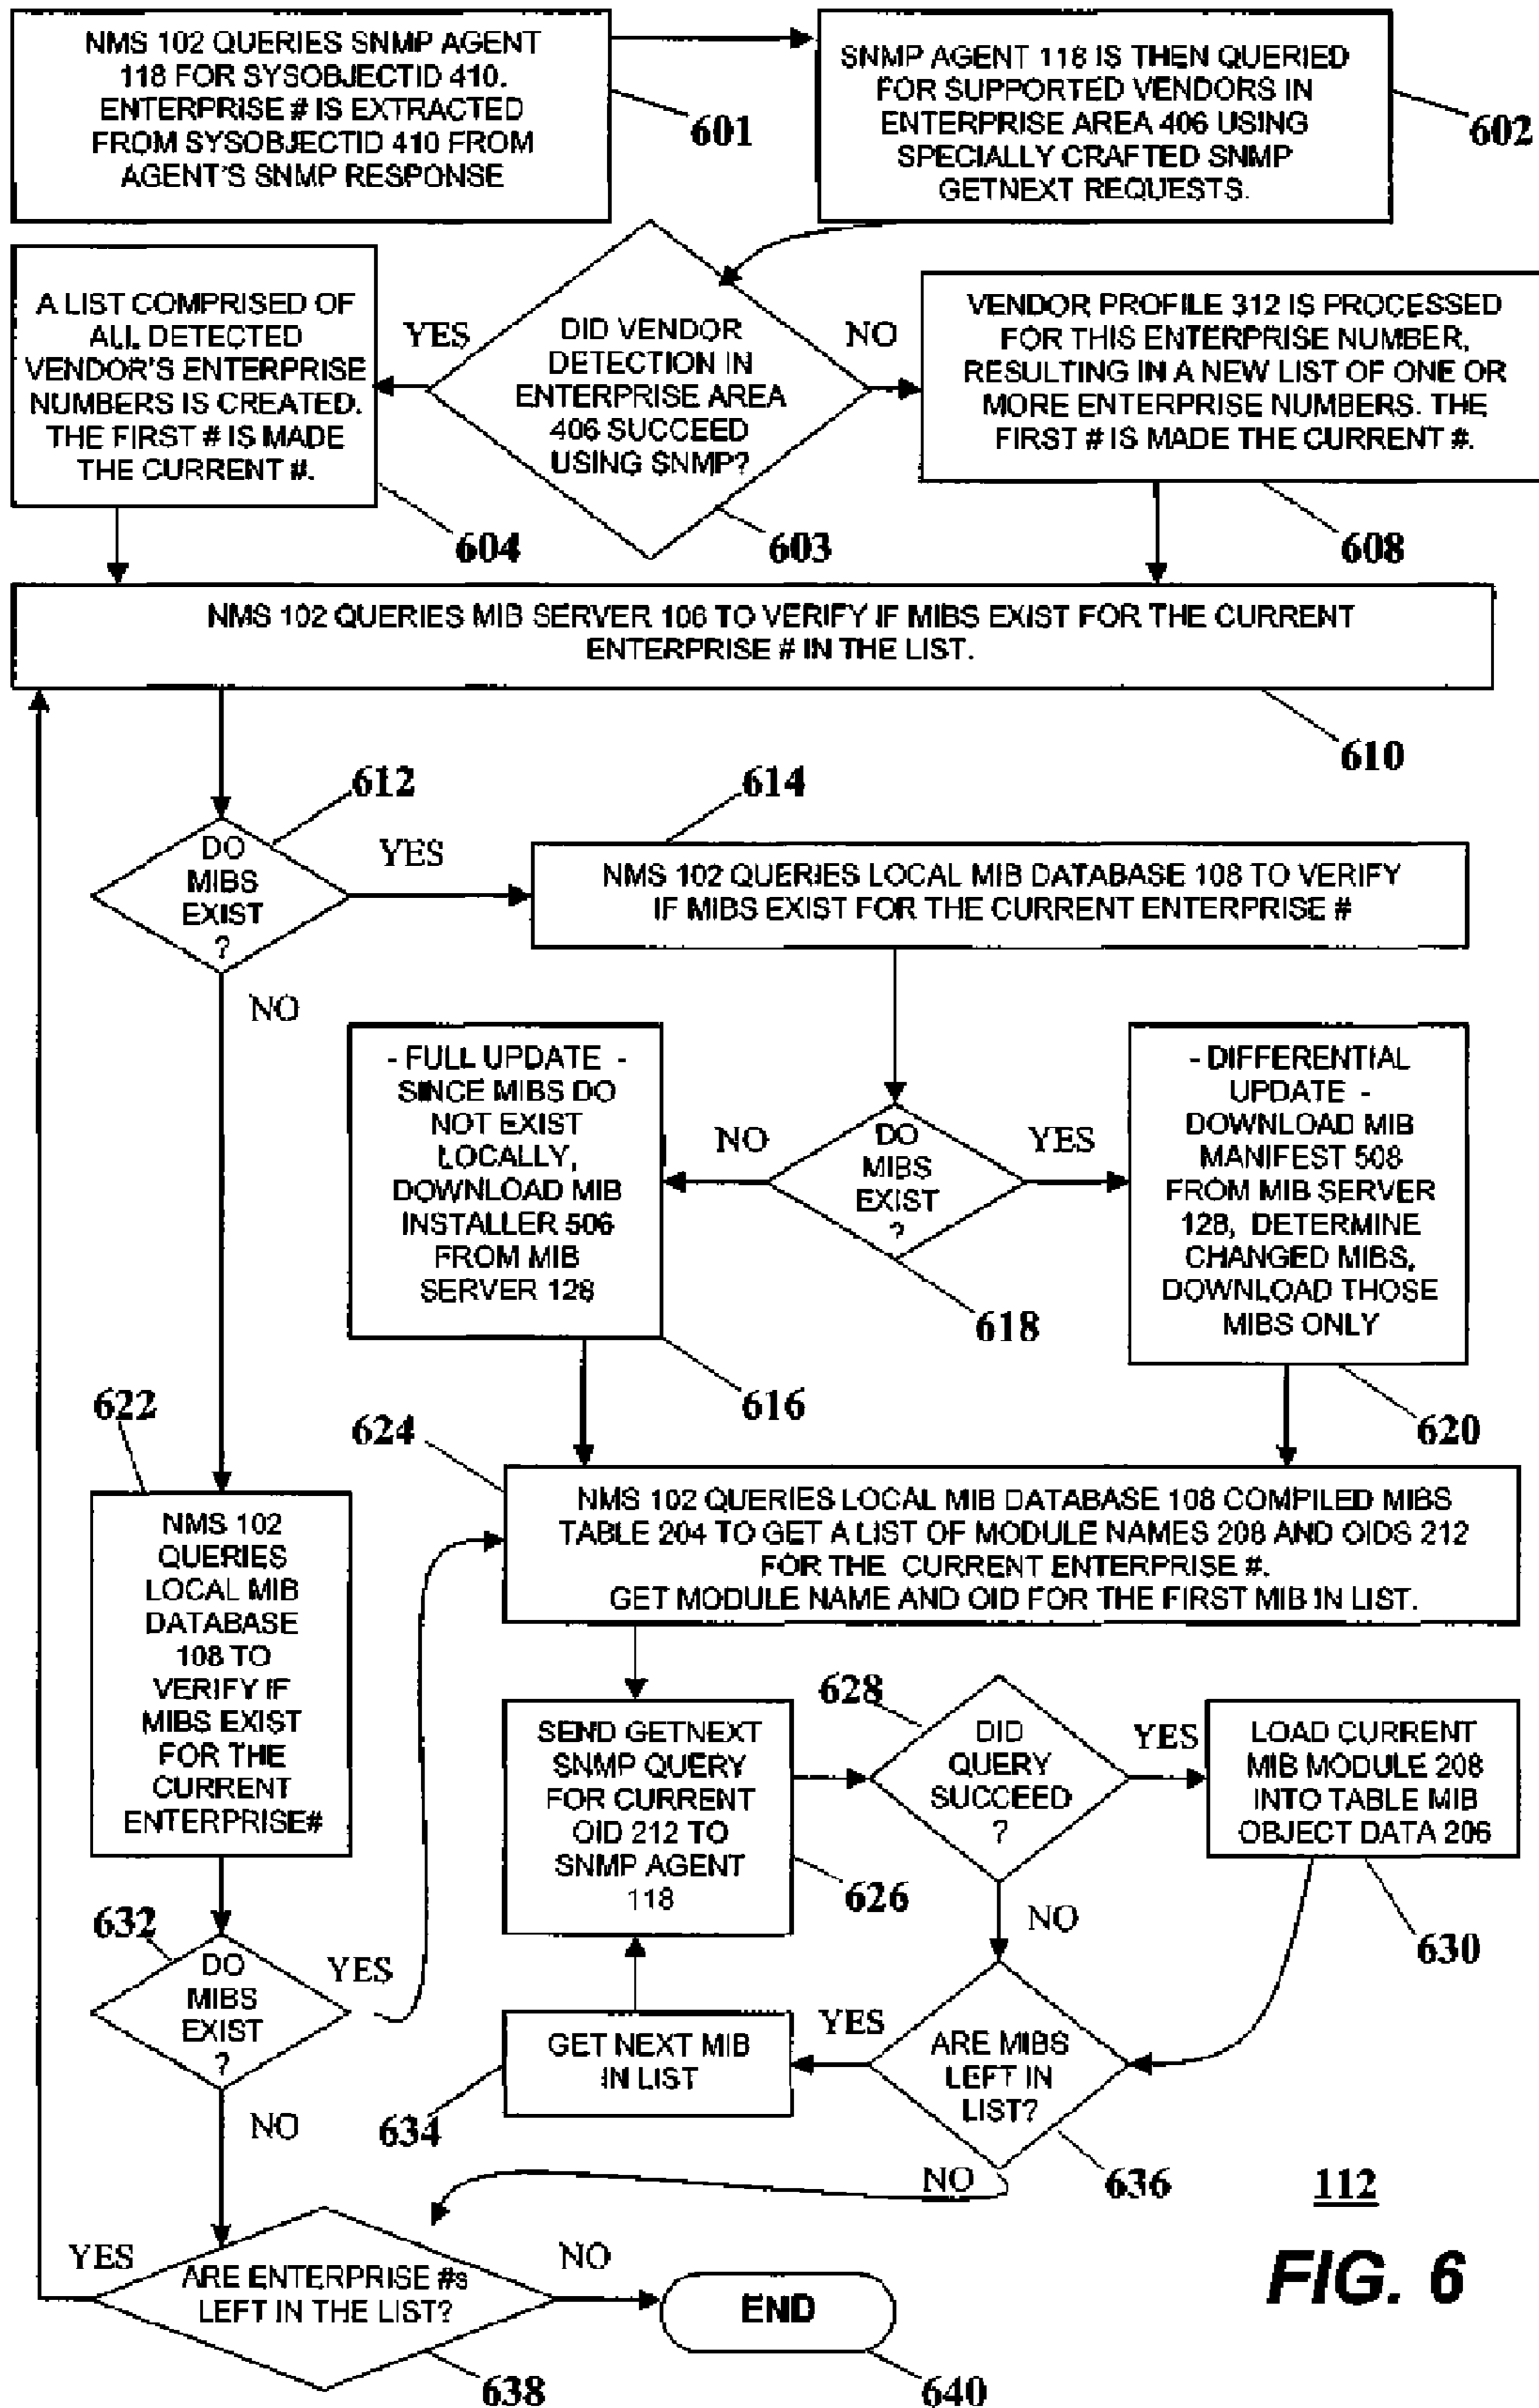 NMS 102 QUERIES SNMP AGENT
118 FOR SYSOBJECTID 410.
ENTERPRISE # IS EXTRACTED
FROM SYSOBJECTID 410 FROM
AGENT'S SNMP RESPONSE
601
SNMP AGENT 118 IS THEN QUERIED
FOR SUPPORTED VENDORS IN
ENTERPRISE AREA 406 USING
SPECIALLY CRAFTED SNMP
GETNEXT REQUESTS.
602
A LIST COMPRISED OF
ALL DETECTED
VENDOR'S ENTERPRISE
NUMBERS IS CREATED.
THE FIRST # IS MADE
THE CURRENT #.
604
YES
DID VENDOR
DETECTION IN
ENTERPRISE AREA
406 SUCCEED
USING SNMP?
603
NO
VENDOR PROFILE 312 IS PROCESSED
FOR THIS ENTERPRISE NUMBER,
RESULTING IN A NEW LIST OF ONE OR
MORE ENTERPRISE NUMBERS. THE
FIRST # IS MADE THE CURRENT #.
608
NMS 102 QUERIES MIB SERVER 106 TO VERIFY IF MIBS EXIST FOR THE CURRENT
ENTERPRISE # IN THE LIST.
610
612
DO
MIBS
EXIST
?
YES
NO
614
NMS 102 QUERIES LOCAL MIB DATABASE 108 TO VERIFY
IF MIBS EXIST FOR THE CURRENT ENTERPRISE #
- FULL UPDATE -
SINCE MIBS DO
NOT EXIST
LOCALLY,
DOWNLOAD MIB
INSTALLER 506
FROM MIB
SERVER 128
616
NO
DO
MIBS
EXIST
?
618
YES
- DIFFERENTIAL
UPDATE -
DOWNLOAD MIB
MANIFEST 508
FROM MIB SERVER
128, DETERMINE
CHANGED MIBS,
DOWNLOAD THOSE
MIBS ONLY
620
622
NMS 102
QUERIES
LOCAL MIB
DATABASE
108 TO
VERIFY IF
MIBS EXIST
FOR THE
CURRENT
ENTERPRISE#
624
NMS 102 QUERIES LOCAL MIB DATABASE 108 COMPILED MIBS
TABLE 204 TO GET A LIST OF MODULE NAMES 208 AND OIDS 212
FOR THE CURRENT ENTERPRISE #.
GET MODULE NAME AND OID FOR THE FIRST MIB IN LIST.
SEND GETNEXT
SNMP QUERY
FOR CURRENT
OID 212 TO
SNMP AGENT
118
626
628
DID
QUERY
SUCCEED
?
YES
NO
LOAD CURRENT
MIB MODULE 208
INTO TABLE MIB
OBJECT DATA 206
630
632
DO
MIBS
EXIST
?
YES
NO
GET NEXT MIB
IN LIST
634
YES
ARE MIBS
LEFT IN
LIST?
636
NO
YES
ARE ENTERPRISE #s
LEFT IN THE LIST?
638
NO
END
640
112
FIG. 6